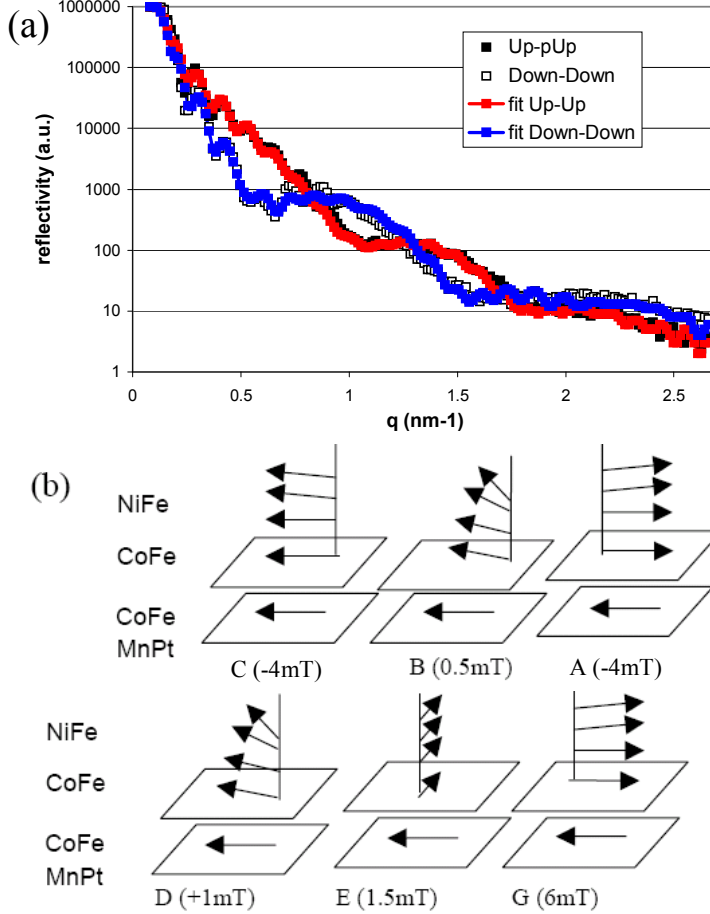 (a)
1000000
100000
10000
1000
100
10
1
reflectivity (a.u.)
Up-pUp
Down-Down
fit Up-Up
fit Down-Down
0 0.5 1 1.5 2 2.5
q (nm-1)
(b)
NiFe
CoFe
CoFe
MnPt
C (-4mT) B (0.5mT) A (-4mT)
NiFe
CoFe
CoFe
MnPt
D (+1mT) E (1.5mT) G (6mT)